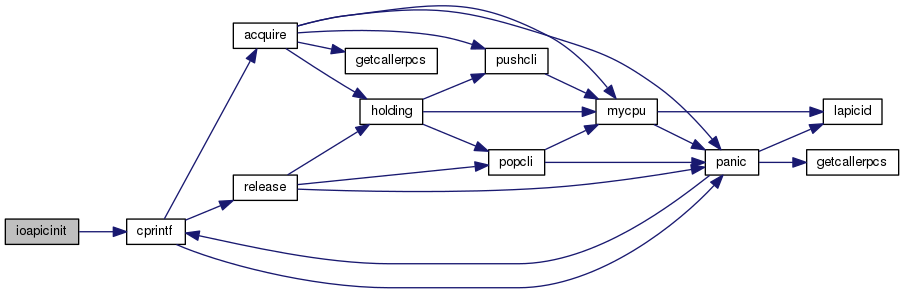 acquire
getcallerpcs
pushcli
holding
mycpu
lapicid
popcli
panic
getcallerpcs
release
ioapicinit
cprintf